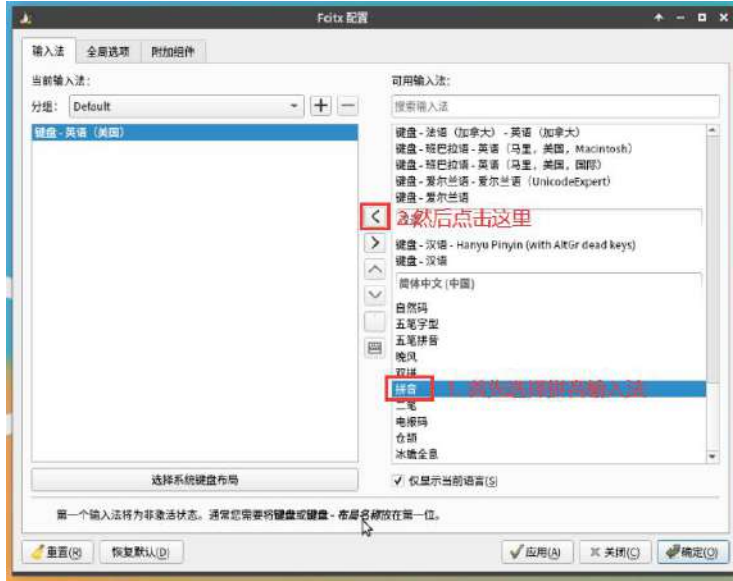 Fcitx 配置
输入法 全局选项 附加组件
当前输入法：
分组： Default
键盘 - 英语（美国）
选择系统键盘布局
可用输入法：
搜索输入法
键盘 - 法语（加拿大） - 英语（加拿大）
键盘 - 班巴拉语 - 英语（马里，美国，Macintosh）
键盘 - 班巴拉语 - 英语（马里，美国，国际）
键盘 - 爱尔兰语 - 爱尔兰语（UnicodeExpert）
键盘 - 爱尔兰语
2.然后点击这里
键盘 - 汉语 - Hanyu Pinyin (with AltGr dead keys)
键盘 - 汉语
简体中文 (中国)
自然码
五笔字型
五笔拼音
晚风
双拼
拼音
1. 首先选择拼音输入法
二笔
电报码
仓颉
冰蟾全息
仅显示当前语言(S)
第一个输入法将为非激活状态。通常您需要将键盘或键盘 - 布局名称放在第一位。
重置(R) 恢复默认(D) 应用(A) 关闭(C) 确定(O)